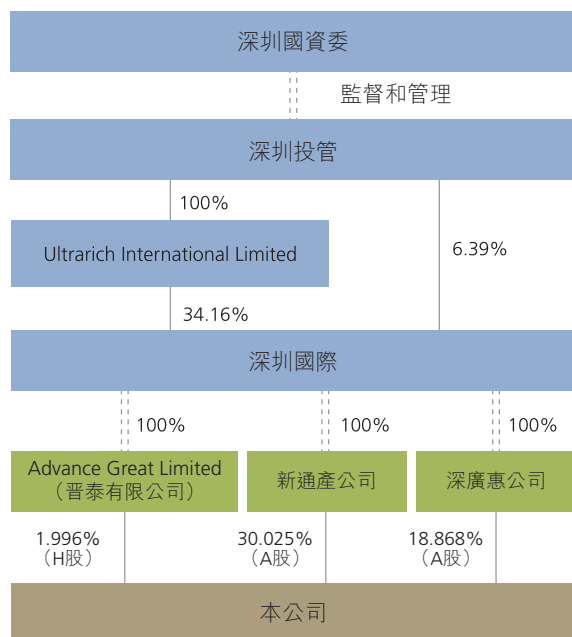 深圳國資委
監督和管理
深圳投管
100%
Ultrarich International Limited
6.39%
34.16%
深圳國際
100%
100%
100%
Advance Great Limited
（晋泰有限公司）
新通產公司
深廣惠公司
1.996%
（H股）
30.025%
（A股）
18.868%
（A股）
本公司